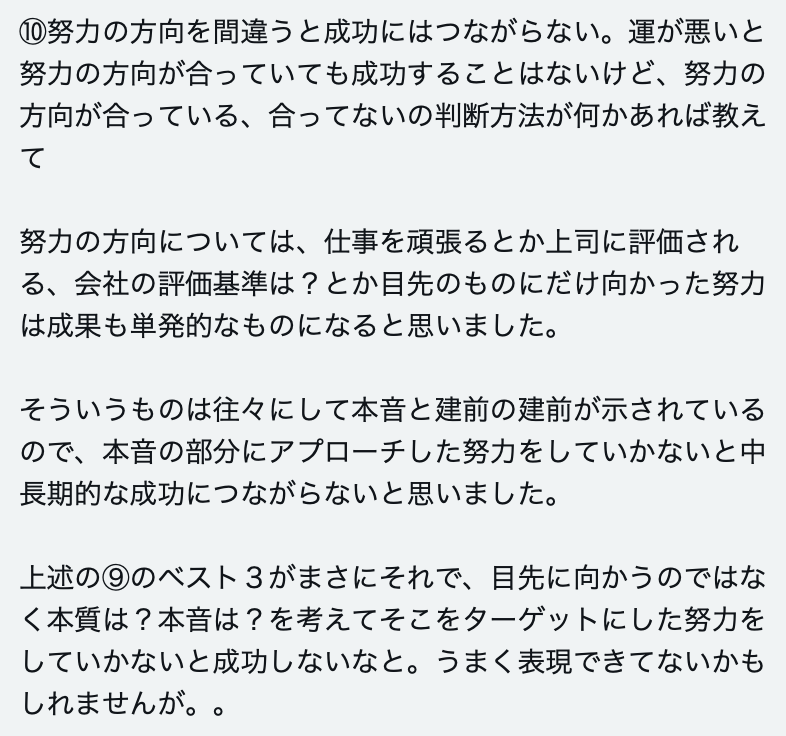 ⑩努力の方向を間違うと成功にはつながらない。運が悪いと
努力の方向が合っていても成功することはないけど、努力の
方向が合っている、合ってないの判断方法が何かあれば教え
て
努力の方向については、仕事を頑張るとか上司に評価され
る、会社の評価基準は？とか目先のものにだけ向かった努力
は成果も単発的なものになると思いました。
そういうものは往々にして本音と建前の建前が示されている
ので、本音の部分にアプローチした努力をしていかないと中
長期的な成功につながらないと思いました。
上述の⑨のベスト３がまさにそれで、目先に向かうのではな
く本質は？本音は？を考えてそこをターゲットにした努力を
していかないと成功しないなと。うまく表現できてないかも
しれませんが。。